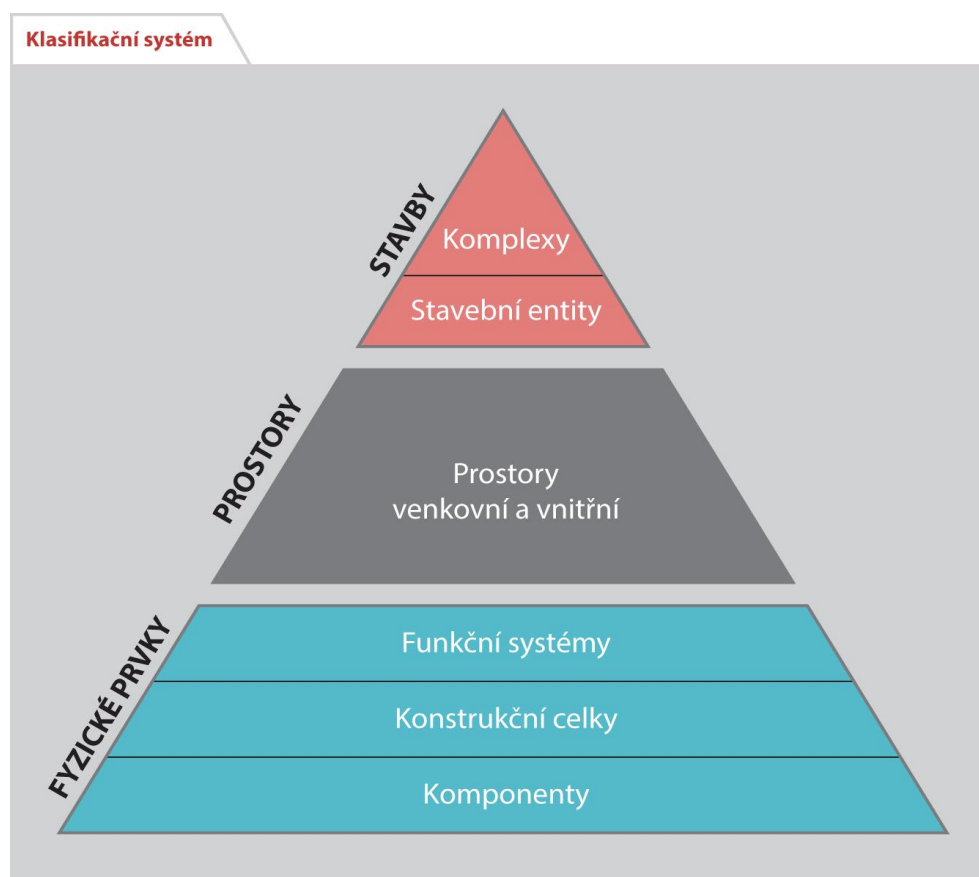 Klasifikační systém
STAVBY
Komplexy
Stavební entity
PROSTORY
Prostory
venkovní a vnitřní
FYZICKÉ PRVKY
Funkční systémy
Konstrukční celky
Komponenty